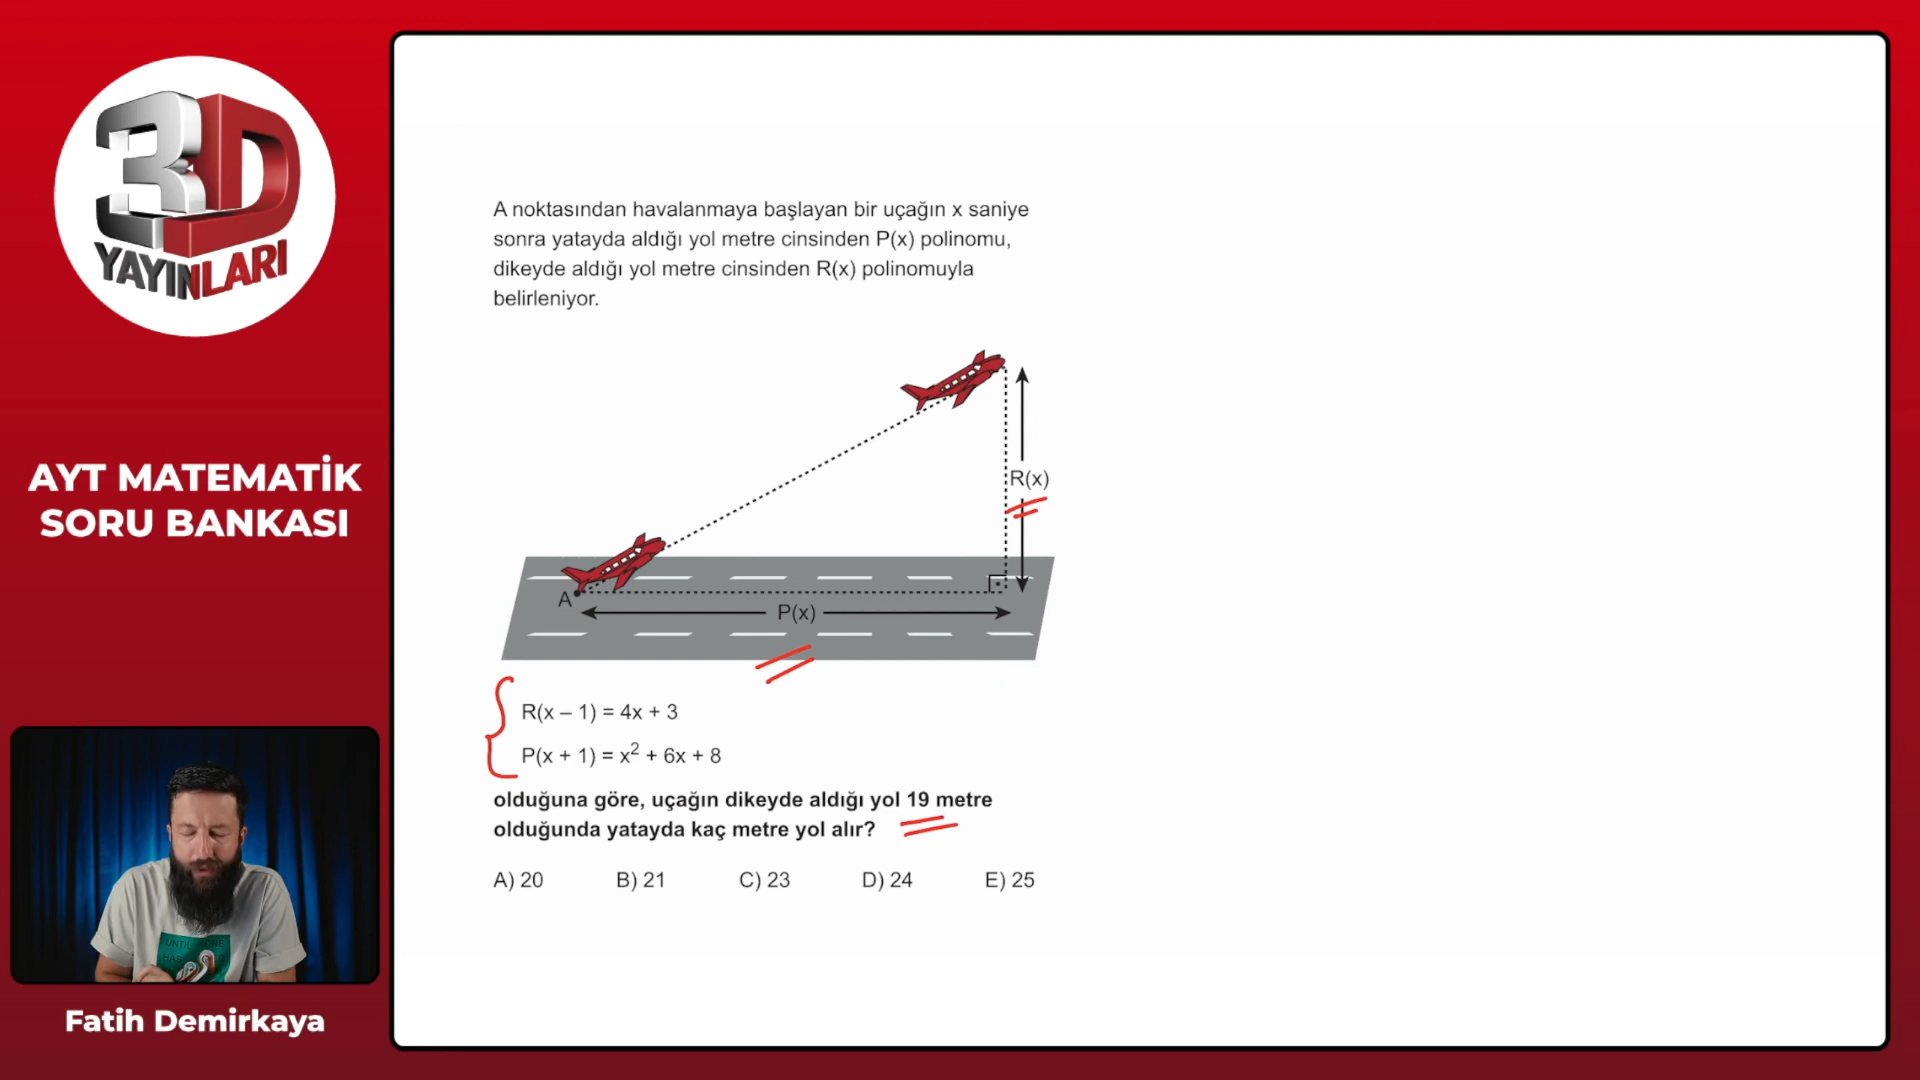 3D
YAYINLARI
AYT MATEMATİK
SORU BANKASI
Fatih Demirkaya
A noktasından havalanmaya başlayan bir uçağın x saniye
sonra yatayda aldığı yol metre cinsinden P(x) polinomu,
dikeyde aldığı yol metre cinsinden R(x) polinomuyla
belirleniyor.
R(x)
A
P(x)
R(x – 1) = 4x + 3
P(x + 1) = x² + 6x + 8
olduğuna göre, uçağın dikeyde aldığı yol 19 metre
olduğunda yatayda kaç metre yol alır?
A) 20 B) 21 C) 23 D) 24 E) 25